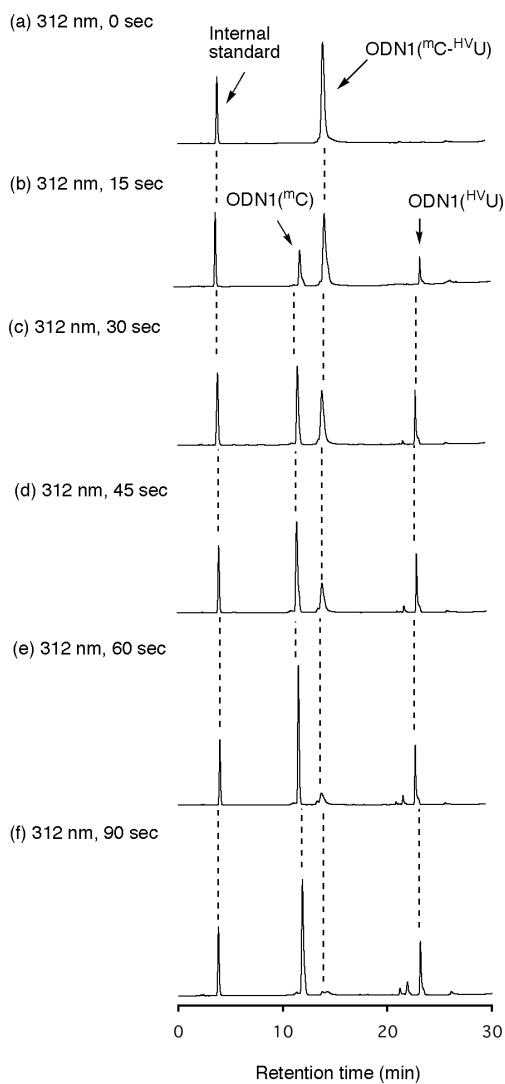 (a) 312 nm, 0 sec
Internal
standard
ODN1(ᵐC-ᴴⱽU)
(b) 312 nm, 15 sec
ODN1(ᵐC)
ODN1(ᴴⱽU)
(c) 312 nm, 30 sec
(d) 312 nm, 45 sec
(e) 312 nm, 60 sec
(f) 312 nm, 90 sec
0 10 20 30
Retention time (min)